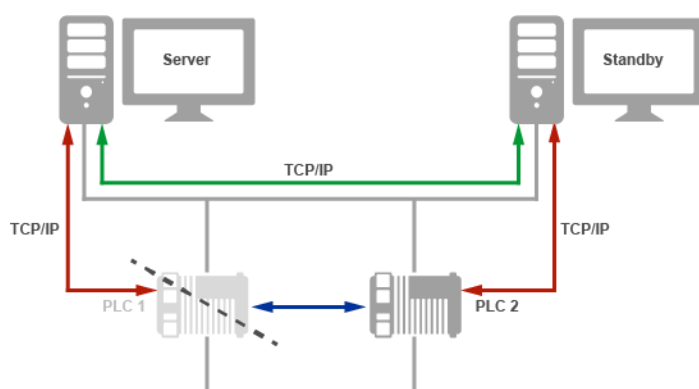 Server
Standby
TCP/IP
TCP/IP
TCP/IP
PLC 1
PLC 2